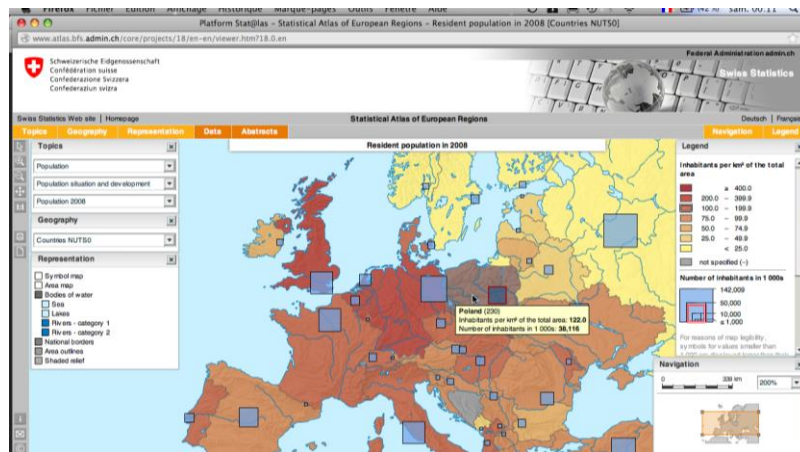 Firefox Fichier Edition Affichage Historique Marque-pages Outils Fenêtre Aide
sam. 00:11
Platform Stat@las – Statistical Atlas of European Regions – Resident population in 2008 [Countries NUTS0]
www.atlas.bfs.admin.ch/core/projects/18/en-en/viewer.htm?18.0.en
Federal Administration admin.ch
Schweizerische Eidgenossenschaft
Confédération suisse
Confederazione Svizzera
Confederaziun svizra
Swiss Statistics
Swiss Statistics Web site | Homepage
Statistical Atlas of European Regions
Deutsch | Français
Topics Geography Representation Data Abstracts
Navigation Legend
Topics
Population
Population situation and development
Population 2008
Geography
Countries NUTS0
Representation
Symbol map
Area map
Bodies of water
Sea
Lakes
Rivers - category 1
Rivers - category 2
National borders
Area outlines
Shaded relief
Resident population in 2008
Poland (230)
Inhabitants per km² of the total area: 122.0
Number of inhabitants in 1 000s: 38,116
Legend
Inhabitants per km² of the total
area
≥ 400.0
200.0 – 399.9
100.0 – 199.9
75.0 – 99.9
50.0 – 74.9
25.0 – 49.9
< 25.0
not specified (–)
Number of inhabitants in 1 000s
142,009
50,000
10,000
≤ 1,000
For reasons of map legibility,
symbols for values smaller than
Navigation
0
km
200%